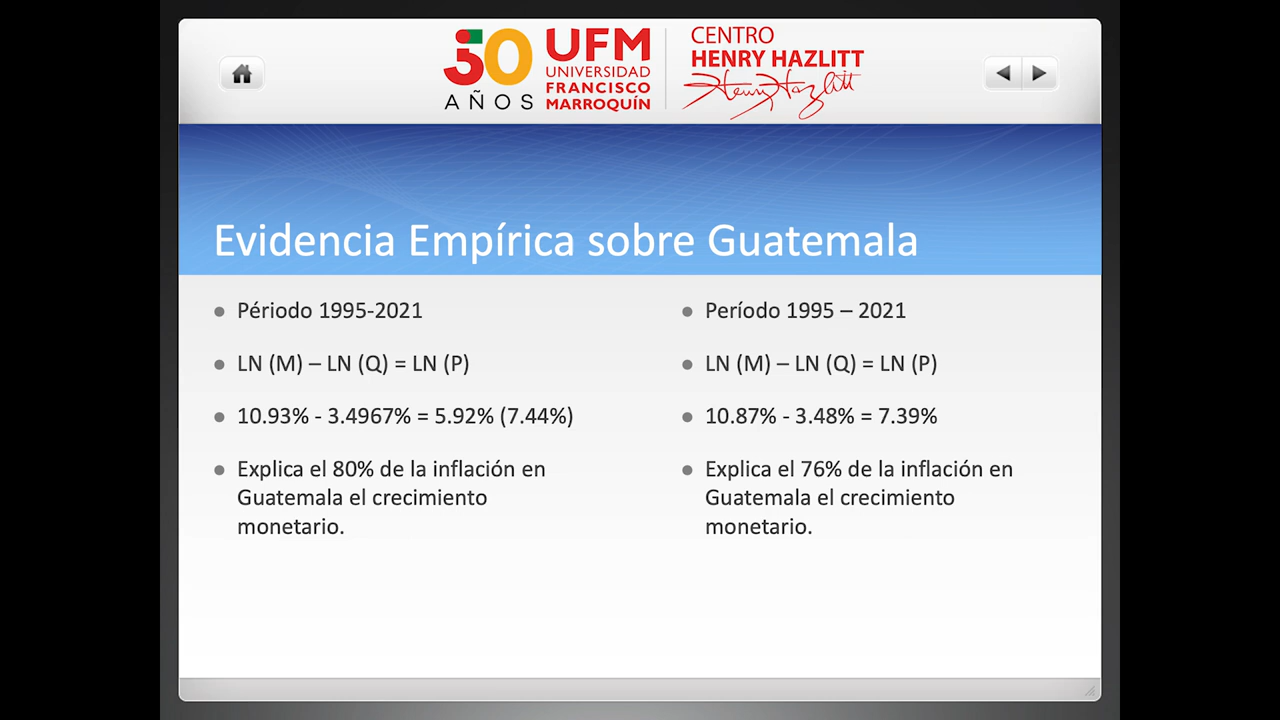 50 UFM
UNIVERSIDAD
FRANCISCO
AÑOS MARROQUÍN
CENTRO
HENRY HAZLITT
Henry Hazlitt
Evidencia Empírica sobre Guatemala
Périodo 1995-2021
LN (M) – LN (Q) = LN (P)
10.93% - 3.4967% = 5.92% (7.44%)
Explica el 80% de la inflación en
Guatemala el crecimiento
monetario.
Período 1995 – 2021
LN (M) – LN (Q) = LN (P)
10.87% - 3.48% = 7.39%
Explica el 76% de la inflación en
Guatemala el crecimiento
monetario.